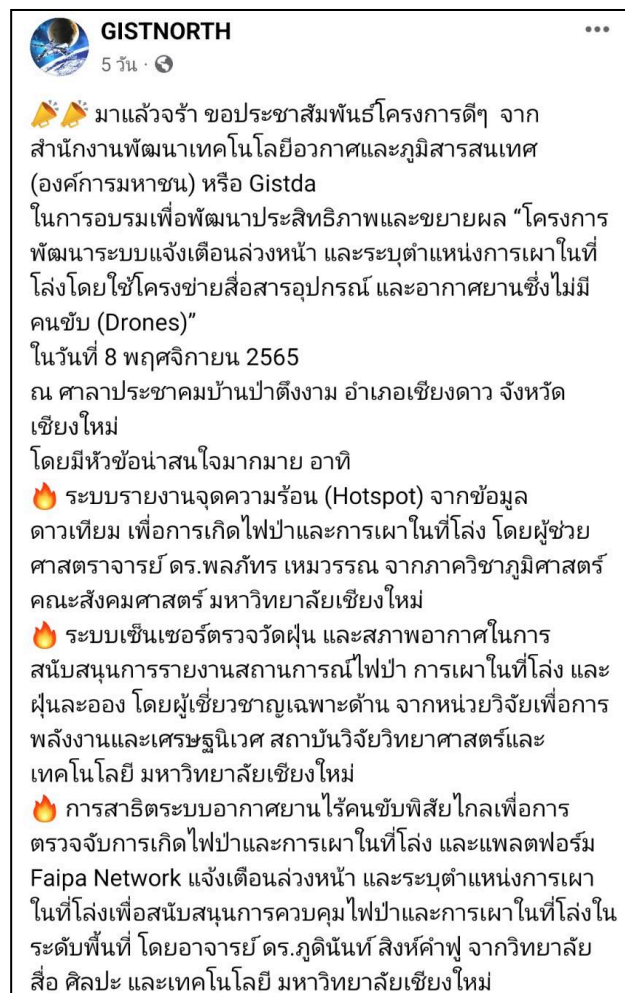 GISTNORTH
5 วัน ·
มาแล้วจร้า ขอประชาสัมพันธ์โครงการดีๆ จาก
สำนักงานพัฒนาเทคโนโลยีอวกาศและภูมิสารสนเทศ
(องค์การมหาชน) หรือ Gistda
ในการอบรมเพื่อพัฒนาประสิทธิภาพและขยายผล “โครงการ
พัฒนาระบบแจ้งเตือนล่วงหน้า และระบุตำแหน่งการเผาในที่
โล่งโดยใช้โครงข่ายสื่อสารอุปกรณ์ และอากาศยานซึ่งไม่มี
คนขับ (Drones)”
ในวันที่ 8 พฤศจิกายน 2565
ณ ศาลาประชาคมบ้านป่าตึงงาม อำเภอเชียงดาว จังหวัด
เชียงใหม่
โดยมีหัวข้อน่าสนใจมากมาย อาทิ
🔥 ระบบรายงานจุดความร้อน (Hotspot) จากข้อมูล
ดาวเทียม เพื่อการเกิดไฟป่าและการเผาในที่โล่ง โดยผู้ช่วย
ศาสตราจารย์ ดร.พลภัทร เหมวรรณ จากภาควิชาภูมิศาสตร์
คณะสังคมศาสตร์ มหาวิทยาลัยเชียงใหม่
🔥 ระบบเซ็นเซอร์ตรวจวัดฝุ่น และสภาพอากาศในการ
สนับสนุนการรายงานสถานการณ์ไฟป่า การเผาในที่โล่ง และ
ฝุ่นละออง โดยผู้เชี่ยวชาญเฉพาะด้าน จากหน่วยวิจัยเพื่อการ
พลังงานและเศรษฐนิเวศ สถาบันวิจัยวิทยาศาสตร์และ
เทคโนโลยี มหาวิทยาลัยเชียงใหม่
🔥 การสาธิตระบบอากาศยานไร้คนขับพิสัยไกลเพื่อการ
ตรวจจับการเกิดไฟป่าและการเผาในที่โล่ง และแพลตฟอร์ม
Faipa Network แจ้งเตือนล่วงหน้า และระบุตำแหน่งการเผา
ในที่โล่งเพื่อสนับสนุนการควบคุมไฟป่าและการเผาในที่โล่งใน
ระดับพื้นที่ โดยอาจารย์ ดร.ภูดินันท์ สิงห์คำฟู จากวิทยาลัย
สื่อ ศิลปะ และเทคโนโลยี มหาวิทยาลัยเชียงใหม่